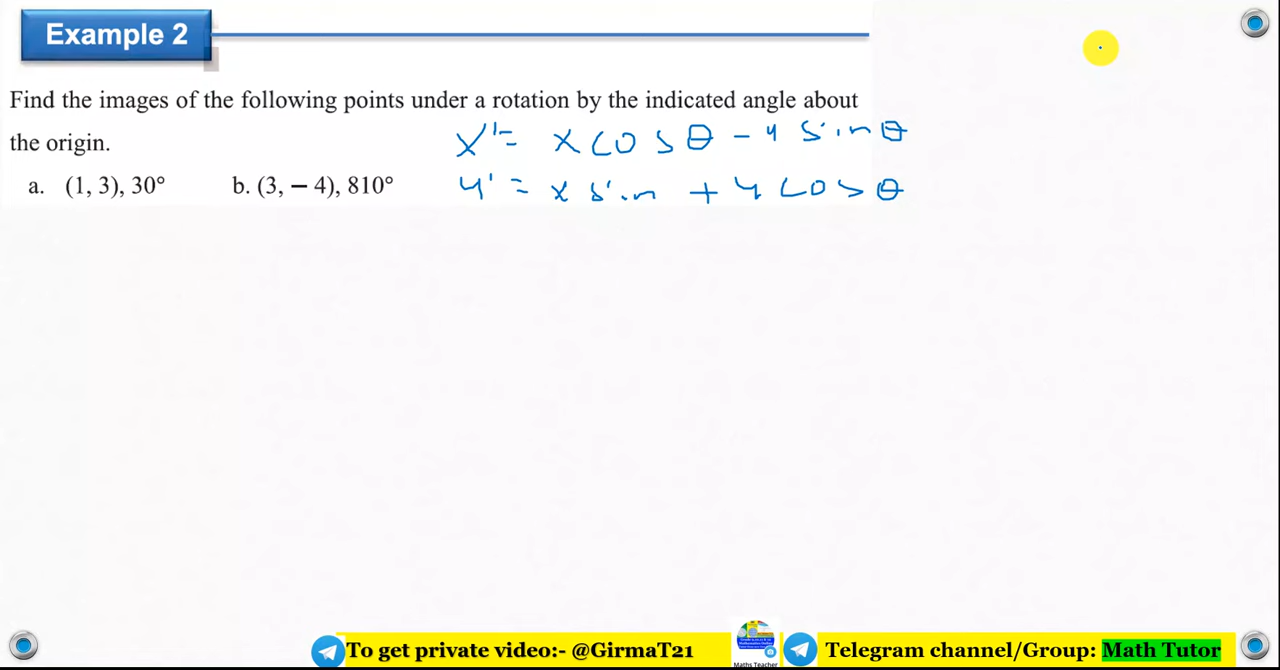 Example 2
Find the images of the following points under a rotation by the indicated angle about
the origin.
x' = x cos θ - y sin θ
a. (1, 3), 30° b. (3, − 4), 810°
y' = x sin + y cos θ
To get private video:- @GirmaT21
Maths Teacher
Telegram channel/Group: Math Tutor